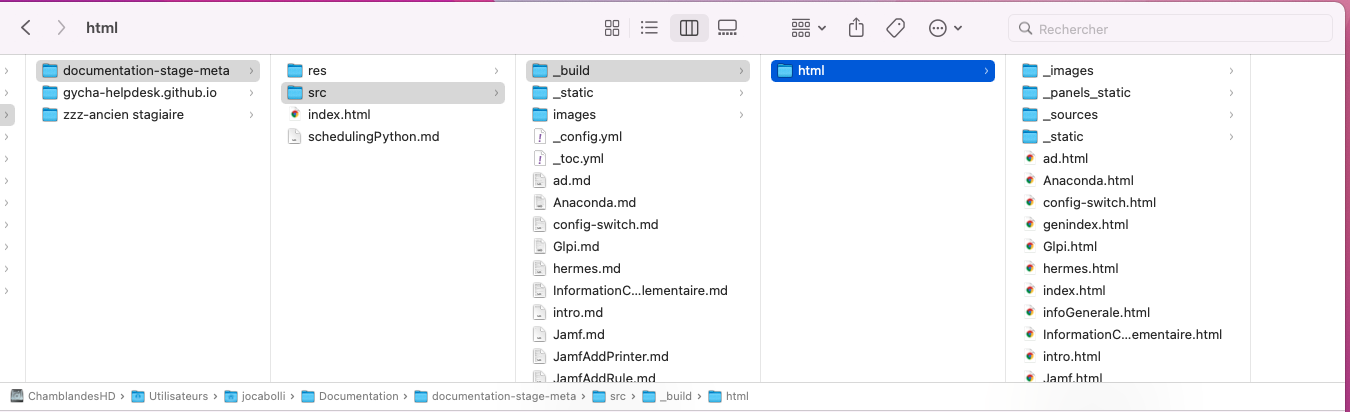 html
Rechercher
documentation-stage-meta
gycha-helpdesk.github.io
zzz-ancien stagiaire
res
src
index.html
schedulingPython.md
_build
_static
images
_config.yml
_toc.yml
ad.md
Anaconda.md
config-switch.md
Glpi.md
hermes.md
InformationC...lementaire.md
intro.md
Jamf.md
JamfAddPrinter.md
JamfAddRule.md
html
_images
_panels_static
_sources
_static
ad.html
Anaconda.html
config-switch.html
genindex.html
Glpi.html
hermes.html
index.html
infoGenerale.html
InformationC...ementaire.html
intro.html
Jamf.html
ChamblandesHD › Utilisateurs › jocabolli › Documentation › documentation-stage-meta › src › _build › html